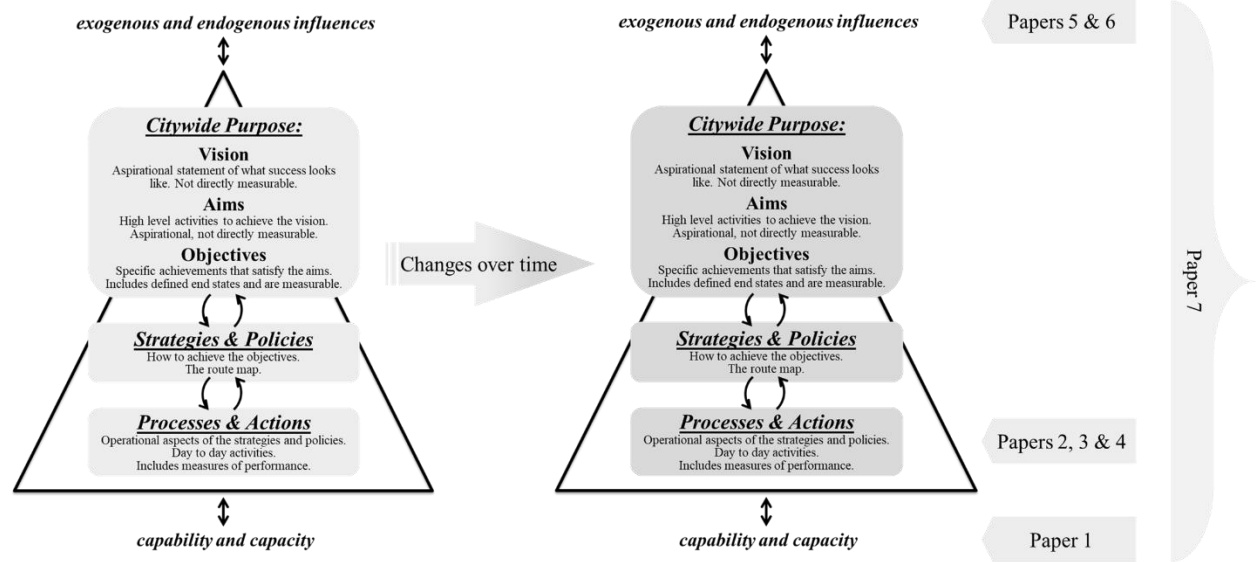 exogenous and endogenous influences
Citywide Purpose:
Vision
Aspirational statement of what success looks
like. Not directly measurable.
Aims
High level activities to achieve the vision.
Aspirational, not directly measurable.
Objectives
Specific achievements that satisfy the aims.
Includes defined end states and are measurable.
Strategies & Policies
How to achieve the objectives.
The route map.
Processes & Actions
Operational aspects of the strategies and policies.
Day to day activities.
Includes measures of performance.
capability and capacity
Changes over time
exogenous and endogenous influences
Citywide Purpose:
Vision
Aspirational statement of what success looks
like. Not directly measurable.
Aims
High level activities to achieve the vision.
Aspirational, not directly measurable.
Objectives
Specific achievements that satisfy the aims.
Includes defined end states and are measurable.
Strategies & Policies
How to achieve the objectives.
The route map.
Processes & Actions
Operational aspects of the strategies and policies.
Day to day activities.
Includes measures of performance.
capability and capacity
Papers 5 & 6
Papers 2, 3 & 4
Paper 1
Paper 7